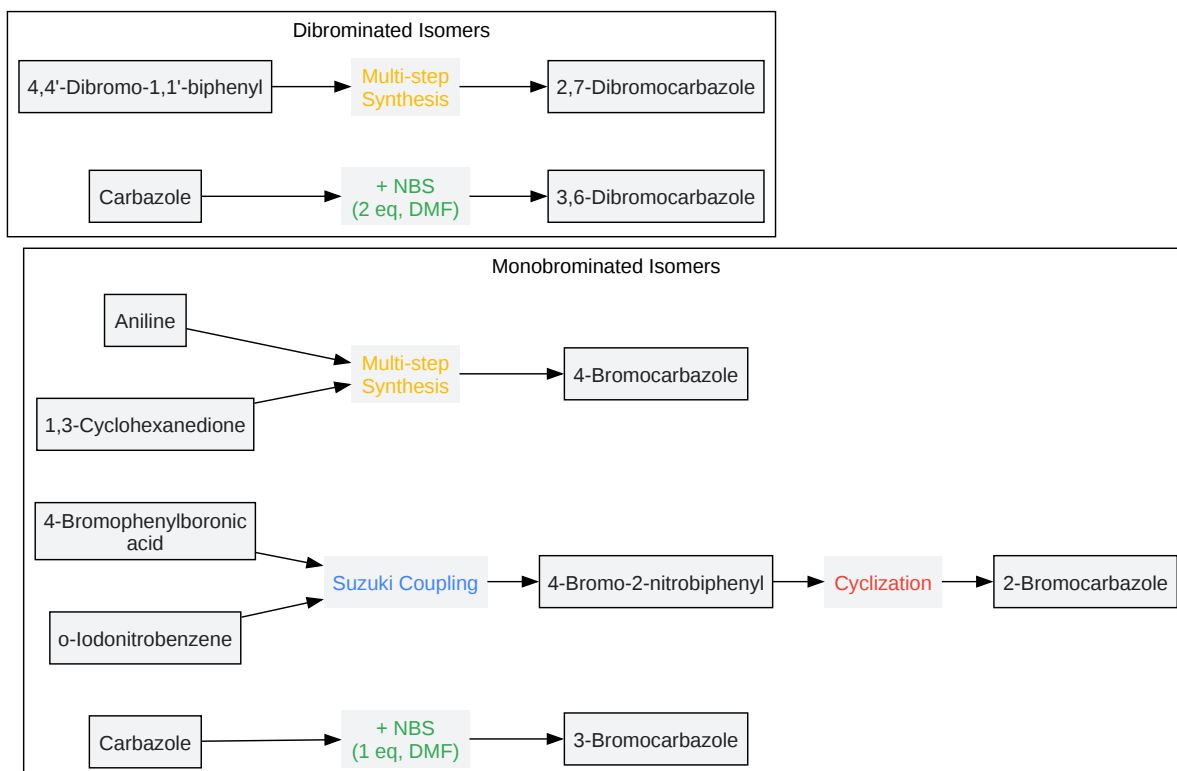 Dibrominated Isomers
4,4'-Dibromo-1,1'-biphenyl
Multi-step
Synthesis
2,7-Dibromocarbazole
Carbazole
+ NBS
(2 eq, DMF)
3,6-Dibromocarbazole
Monobrominated Isomers
Aniline
1,3-Cyclohexanedione
Multi-step
Synthesis
4-Bromocarbazole
4-Bromophenylboronic
acid
o-Iodonitrobenzene
Suzuki Coupling
4-Bromo-2-nitrobiphenyl
Cyclization
2-Bromocarbazole
Carbazole
+ NBS
(1 eq, DMF)
3-Bromocarbazole